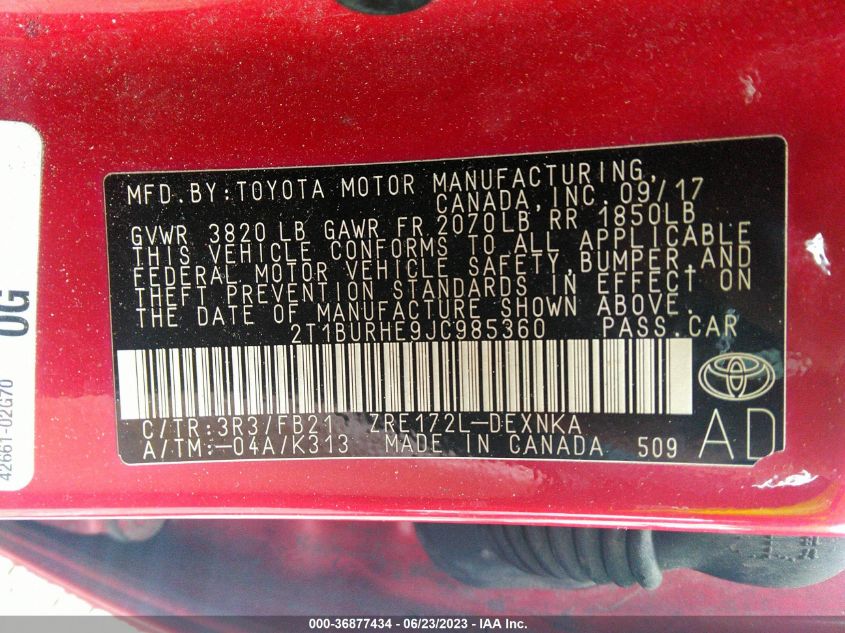 MFD. BY: TOYOTA MOTOR MANUFACTURING,
CANADA, INC. 09/17
GVWR 3820 LB GAWR FR 2070LB RR 1850LB
THIS VEHICLE CONFORMS TO ALL APPLICABLE
FEDERAL MOTOR VEHICLE SAFETY, BUMPER, AND
THEFT PREVENTION STANDARDS IN EFFECT ON
THE DATE OF MANUFACTURE SHOWN ABOVE.
2T1BURHE9JC985360 PASS. CAR
C/TR: 3R3/FB21 ZRE172L-DEXNKA
A/TM: -04A/K313 MADE IN CANADA 509
AD
0G
42661-02G70
000-36877434 - 06/23/2023 - IAA Inc.